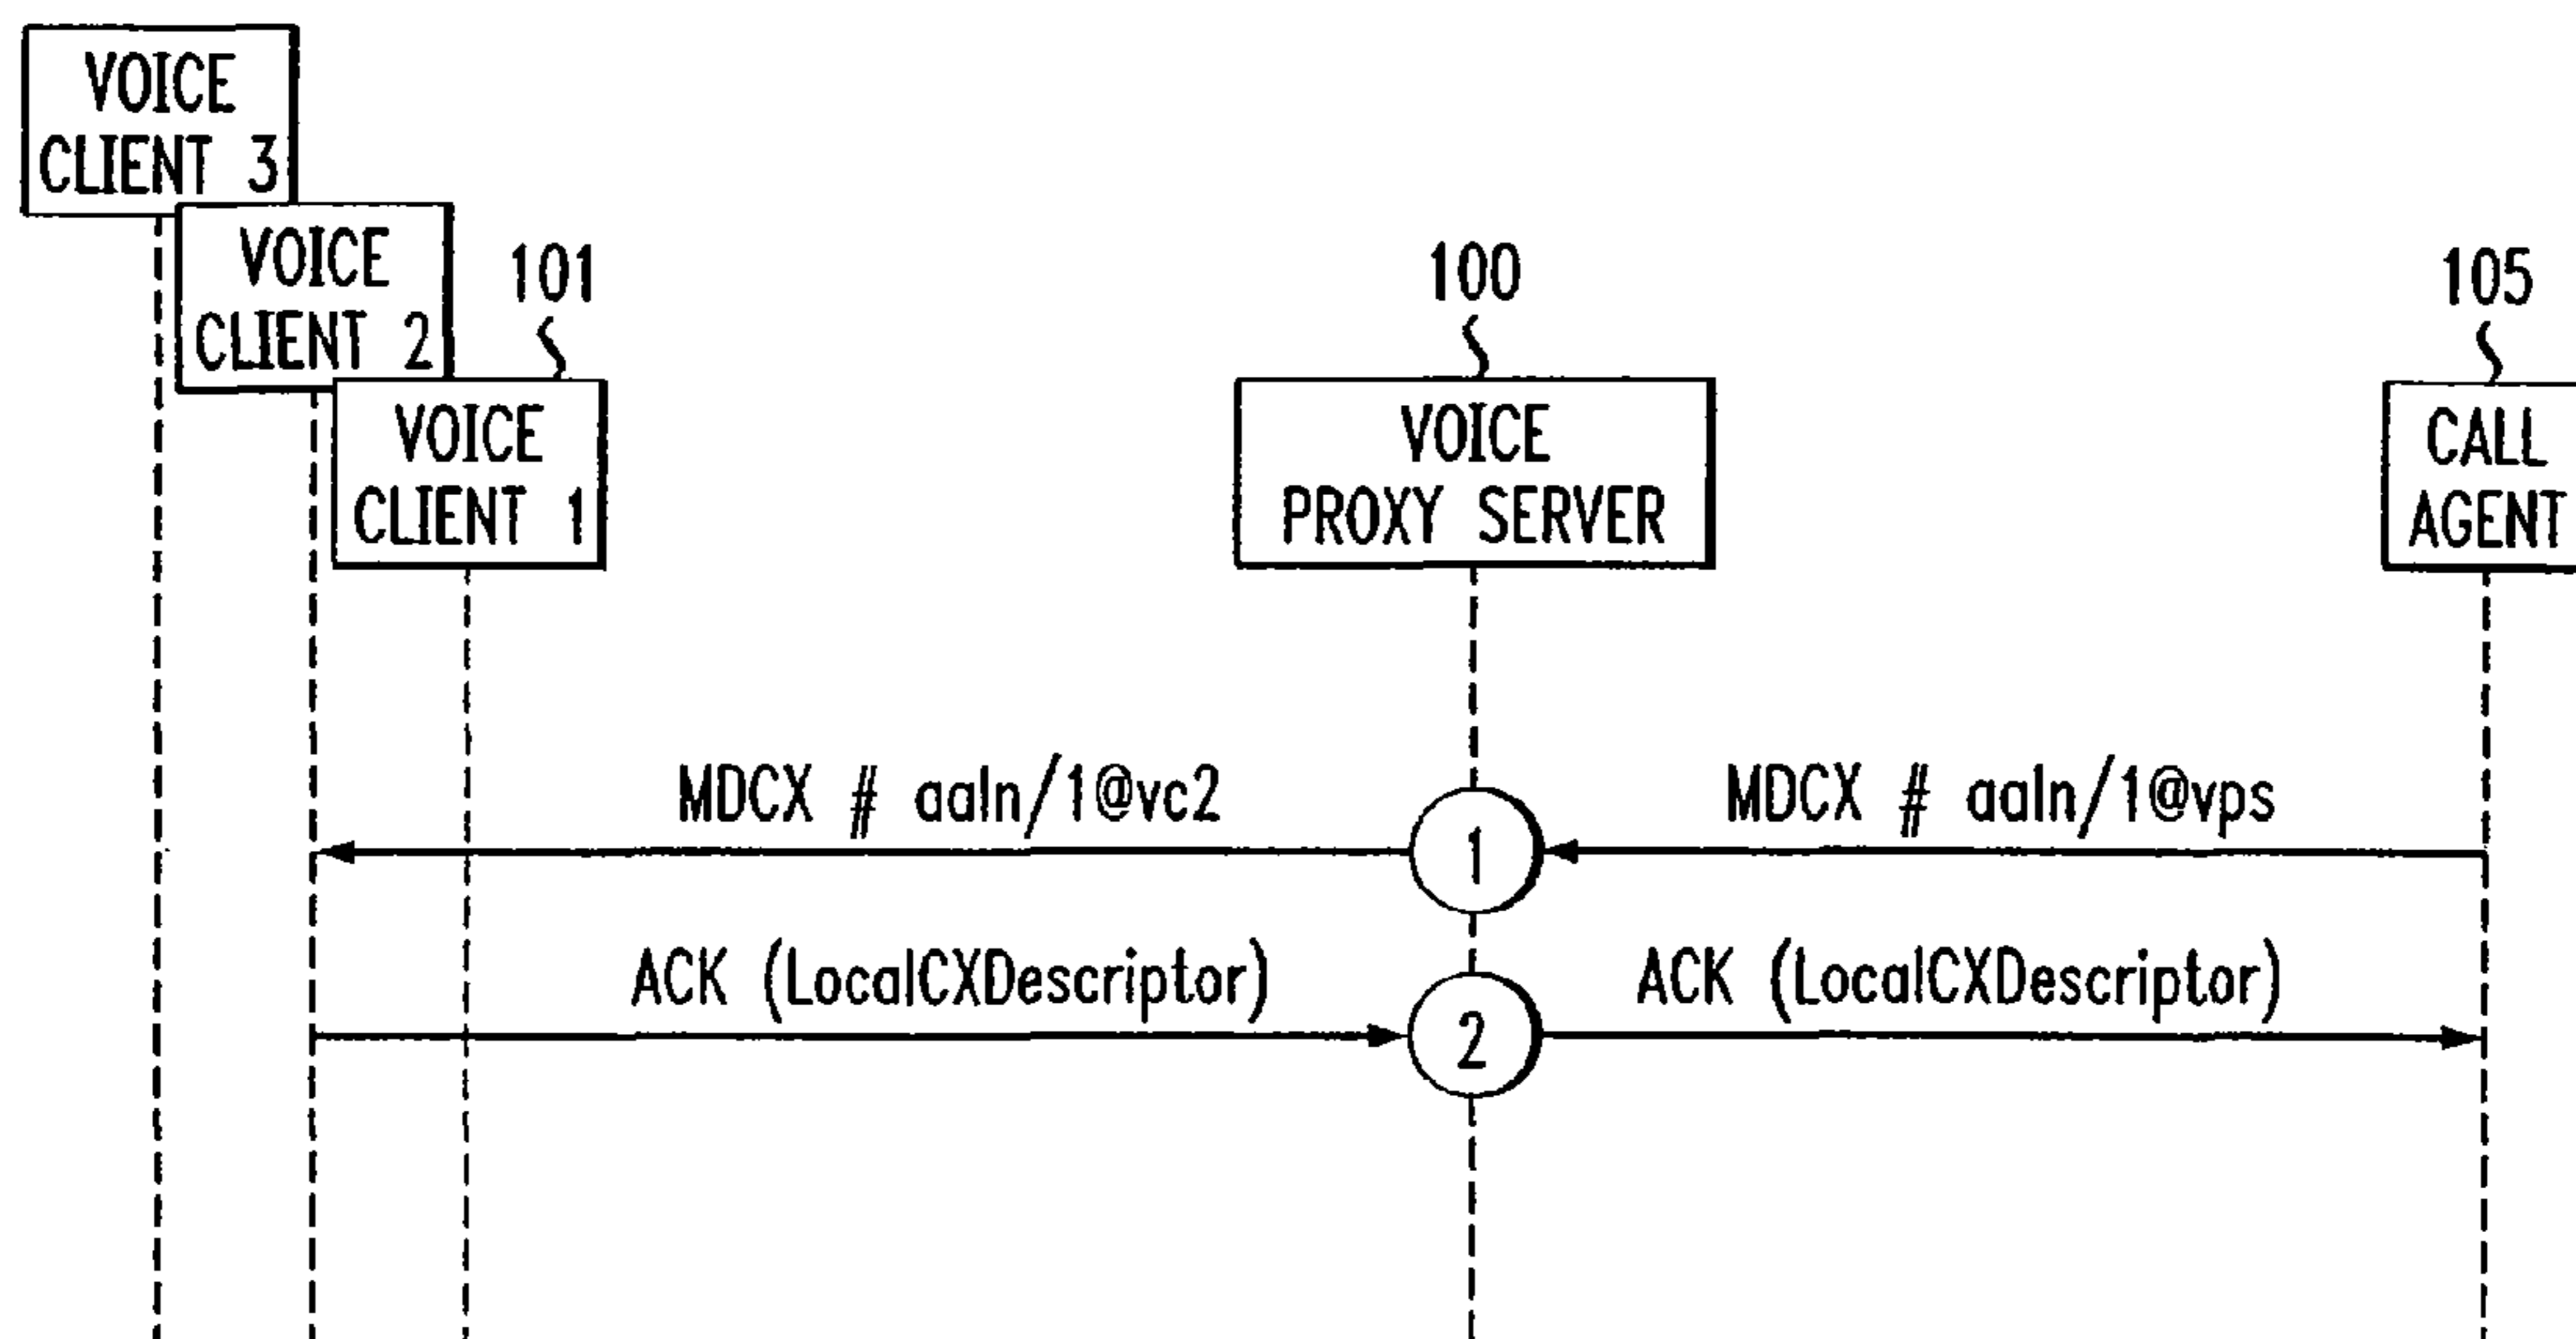 VOICE
CLIENT 3
VOICE
CLIENT 2
101
VOICE
CLIENT 1
100
VOICE
PROXY SERVER
105
CALL
AGENT
MDCX # aaln/1@vc2
1
MDCX # aaln/1@vps
ACK (LocalCXDescriptor)
2
ACK (LocalCXDescriptor)